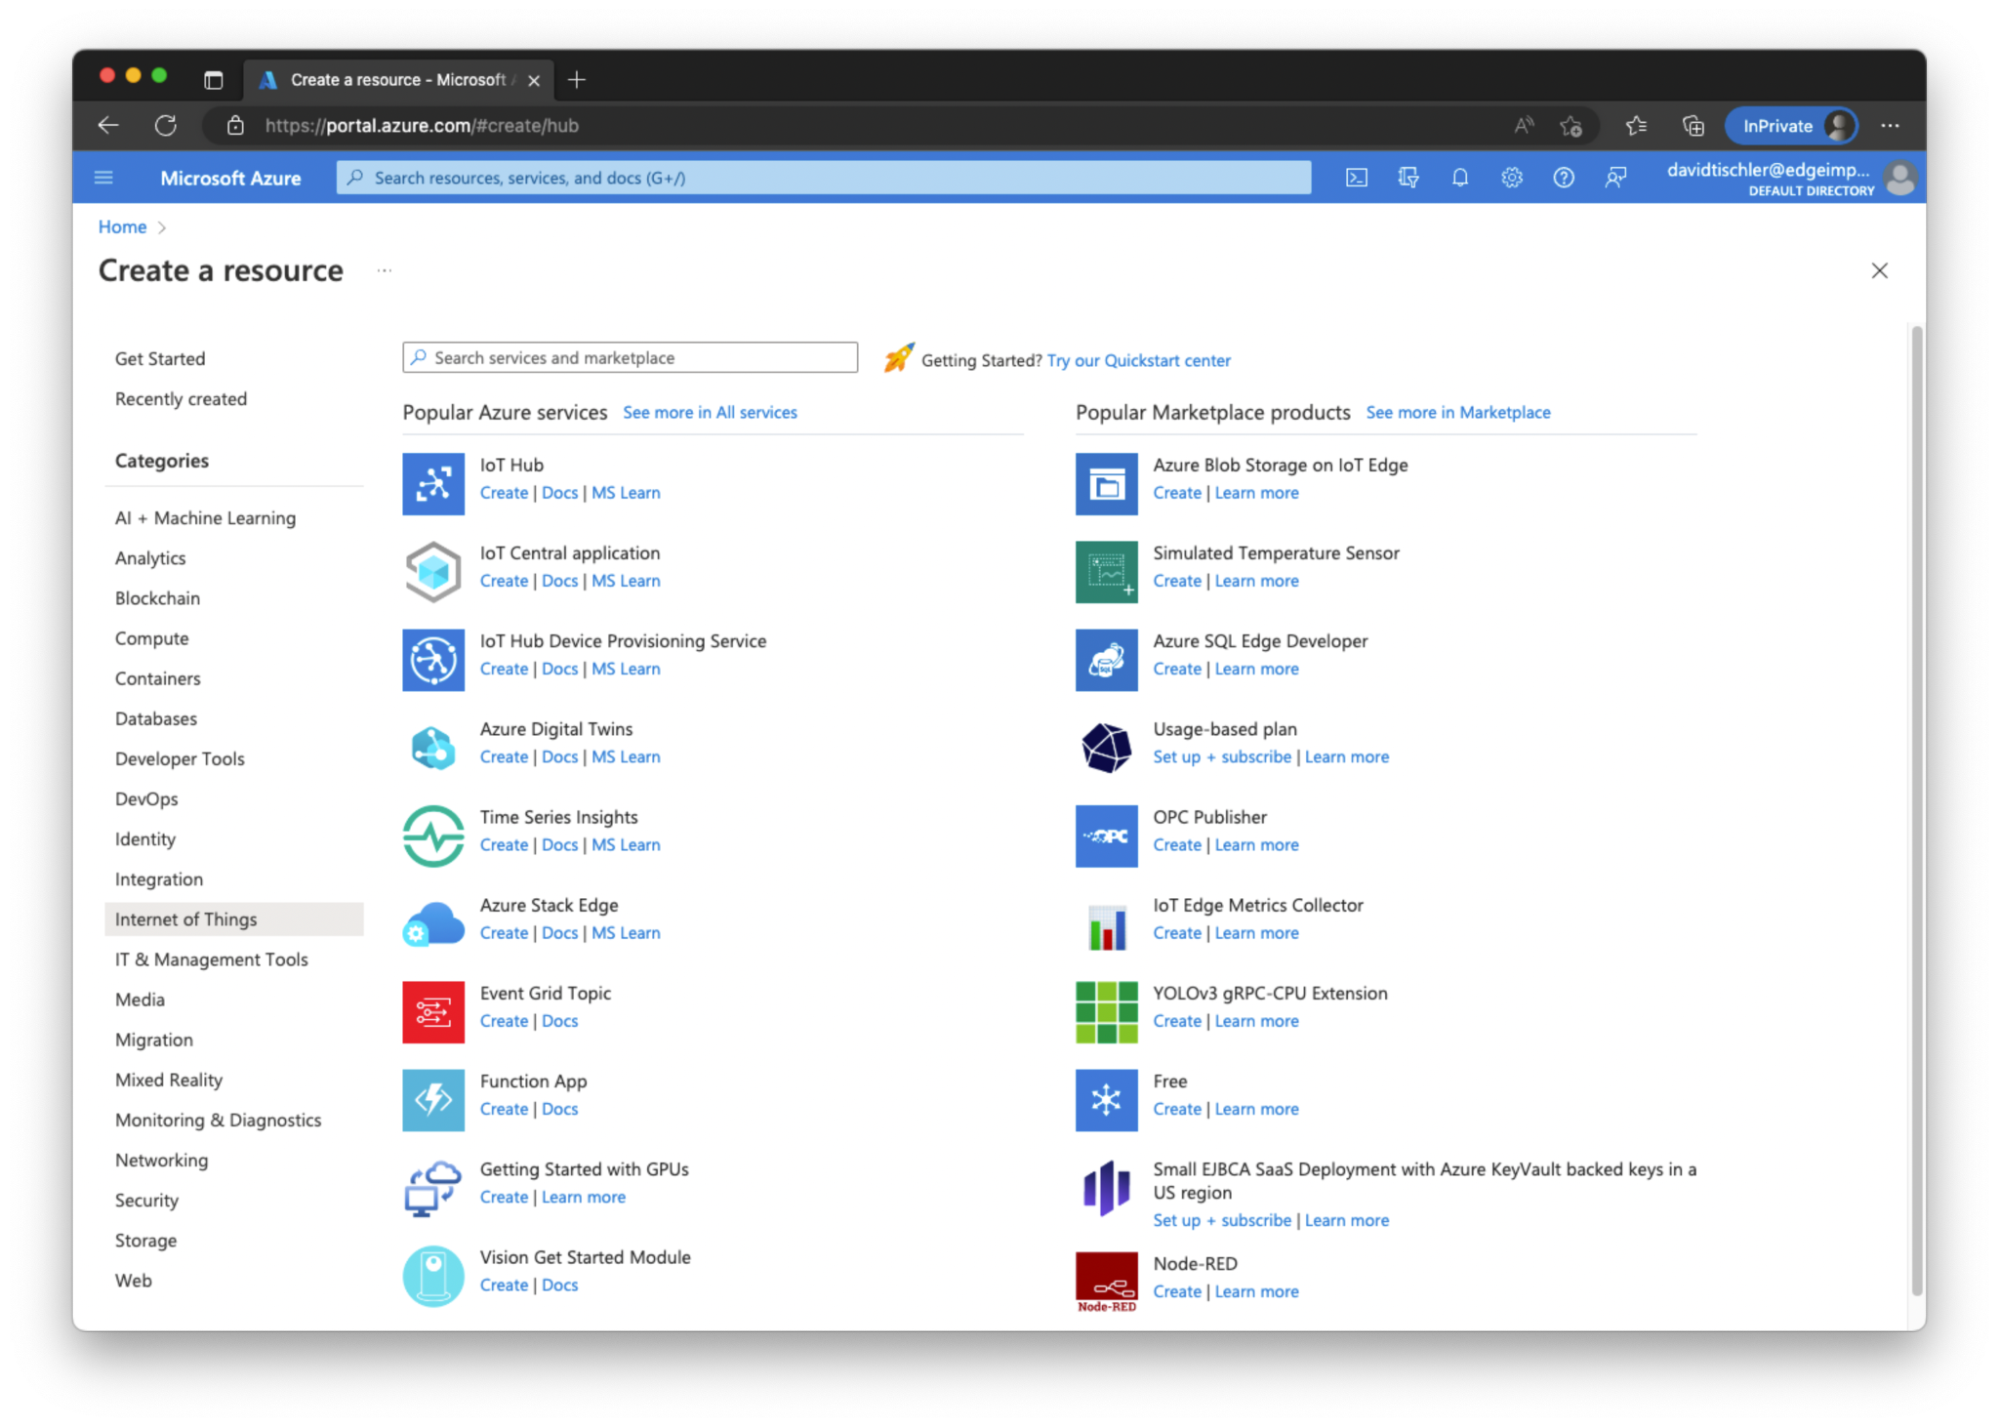 Create a resource - Microsoft A
https://portal.azure.com/#create/hub
InPrivate
Microsoft Azure
Search resources, services, and docs (G+/)
davidtischler@edgeimp...
DEFAULT DIRECTORY
Home
Create a resource
Get Started
Recently created
Categories
AI + Machine Learning
Analytics
Blockchain
Compute
Containers
Databases
Developer Tools
DevOps
Identity
Integration
Internet of Things
IT & Management Tools
Media
Migration
Mixed Reality
Monitoring & Diagnostics
Networking
Security
Storage
Web
Search services and marketplace
Getting Started? Try our Quickstart center
Popular Azure services See more in All services
IoT Hub
Create | Docs | MS Learn
IoT Central application
Create | Docs | MS Learn
IoT Hub Device Provisioning Service
Create | Docs | MS Learn
Azure Digital Twins
Create | Docs | MS Learn
Time Series Insights
Create | Docs | MS Learn
Azure Stack Edge
Create | Docs | MS Learn
Event Grid Topic
Create | Docs
Function App
Create | Docs
Getting Started with GPUs
Create | Learn more
Vision Get Started Module
Create | Docs
Popular Marketplace products See more in Marketplace
Azure Blob Storage on IoT Edge
Create | Learn more
Simulated Temperature Sensor
Create | Learn more
SQL
Azure SQL Edge Developer
Create | Learn more
Usage-based plan
Set up + subscribe | Learn more
OPC
OPC Publisher
Create | Learn more
IoT Edge Metrics Collector
Create | Learn more
YOLOv3 gRPC-CPU Extension
Create | Learn more
Free
Create | Learn more
Small EJBCA SaaS Deployment with Azure KeyVault backed keys in a
US region
Set up + subscribe | Learn more
Node-RED
Node-RED
Create | Learn more